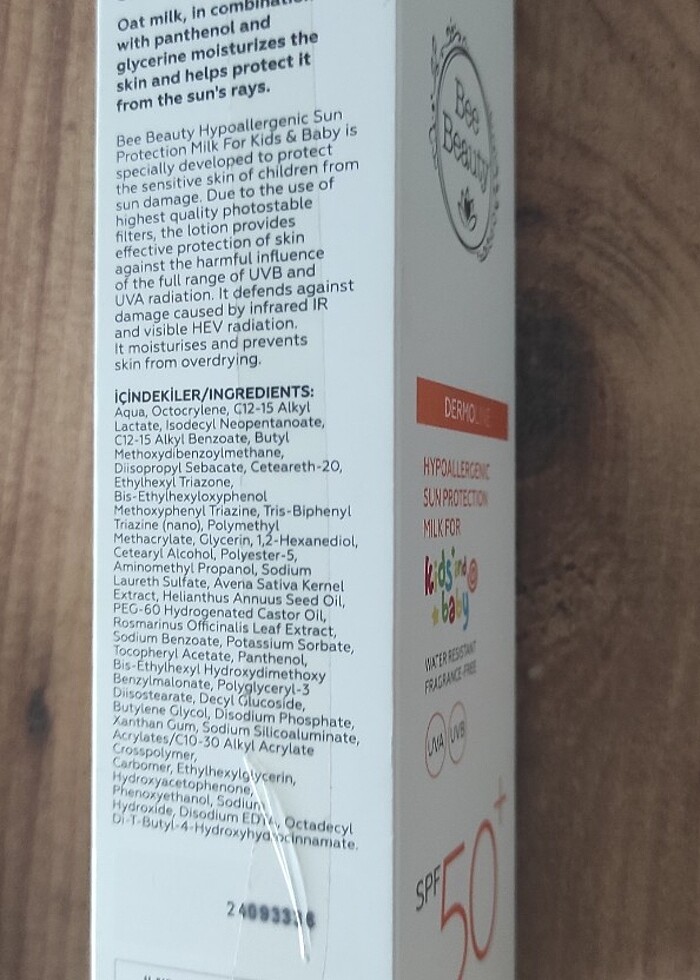 Oat milk, in combination
with panthenol and
glycerine moisturizes the
skin and helps protect it
from the sun's rays.
Bee Beauty Hypoallergenic Sun
Protection Milk For Kids & Baby is
specially developed to protect
the sensitive skin of children from
sun damage. Due to the use of
highest quality photostable
filters, the lotion provides
effective protection of skin
against the harmful influence
of the full range of UVB and
UVA radiation. It defends against
damage caused by infrared IR
and visible HEV radiation.
It moisturises and prevents
skin from overdrying.
İÇİNDEKİLER/INGREDIENTS:
Aqua, Octocrylene, C12-15 Alkyl
Lactate, Isodecyl Neopentanoate,
C12-15 Alkyl Benzoate, Butyl
Methoxydibenzoylmethane,
Diisopropyl Sebacate, Ceteareth-20,
Ethylhexyl Triazone,
Bis-Ethylhexyloxyphenol
Methoxyphenyl Triazine, Tris-Biphenyl
Triazine (nano), Polymethyl
Methacrylate, Glycerin, 1,2-Hexanediol,
Cetearyl Alcohol, Polyester-5,
Aminomethyl Propanol, Sodium
Laureth Sulfate, Avena Sativa Kernel
Extract, Helianthus Annuus Seed Oil,
PEG-60 Hydrogenated Castor Oil,
Rosmarinus Officinalis Leaf Extract,
Sodium Benzoate, Potassium Sorbate,
Tocopheryl Acetate, Panthenol,
Bis-Ethylhexyl Hydroxydimethoxy
Benzylmalonate, Polyglyceryl-3
Diisostearate, Decyl Glucoside,
Butylene Glycol, Disodium Phosphate,
Xanthan Gum, Sodium Silicoaluminate,
Acrylates/C10-30 Alkyl Acrylate
Crosspolymer,
Carbomer, Ethylhexylglycerin,
Hydroxyacetophenone,
Phenoxyethanol, Sodium
Hydroxide, Disodium EDTA, Octadecyl
Di-T-Butyl-4-Hydroxyhydrocinnamate.
Bee
Beauty
DERMOLINE
HYPOALLERGENIC
SUN PROTECTION
MILK FOR
kids and
baby
WATER RESISTANT
FRAGRANCE-FREE
UVA UVB
SPF 50+